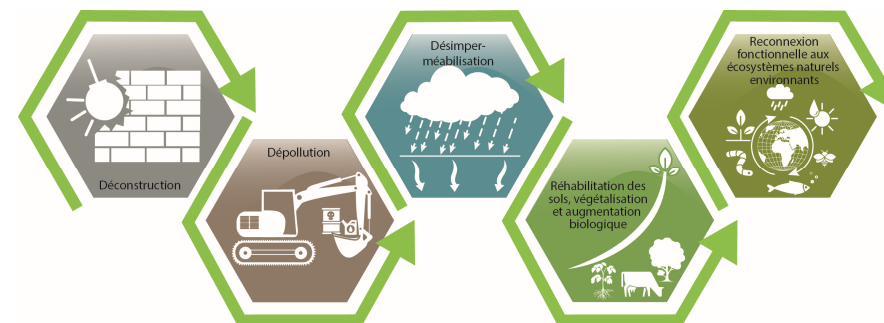 Déconstruction
Dépollution
Désimper-
méabilisation
Réhabilitation des
sols, végétalisation
et augmentation
biologique
Reconnexion
fonctionnelle aux
écosystèmes naturels
environnants